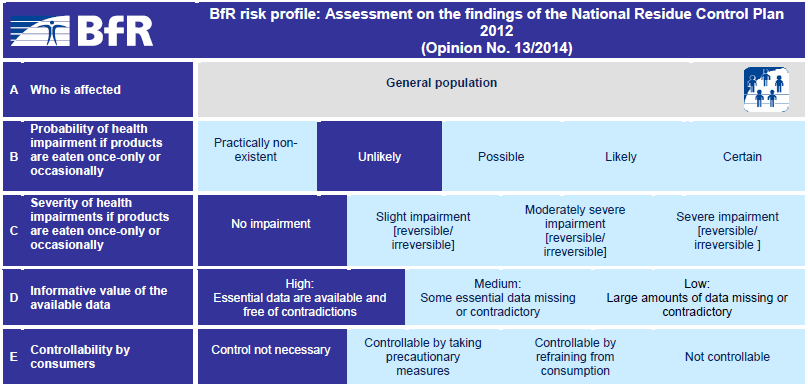 BfR
BfR risk profile: Assessment on the findings of the National Residue Control Plan
2012
(Opinion No. 13/2014)
A Who is affected
General population
B Probability of health
impairment if products
are eaten once-only or
occasionally
Practically non-
existent
Unlikely
Possible
Likely
Certain
C Severity of health
impairments if products
are eaten once-only or
occasionally
No impairment
Slight impairment
[reversible/
irreversible]
Moderately severe
impairment
[reversible/
irreversible]
Severe impairment
[reversible/
irreversible ]
D Informative value of the
available data
High:
Essential data are available and
free of contradictions
Medium:
Some essential data missing
or contradictory
Low:
Large amounts of data missing or
contradictory
E Controllability by
consumers
Control not necessary
Controllable by taking
precautionary
measures
Controllable by
refraining from
consumption
Not controllable